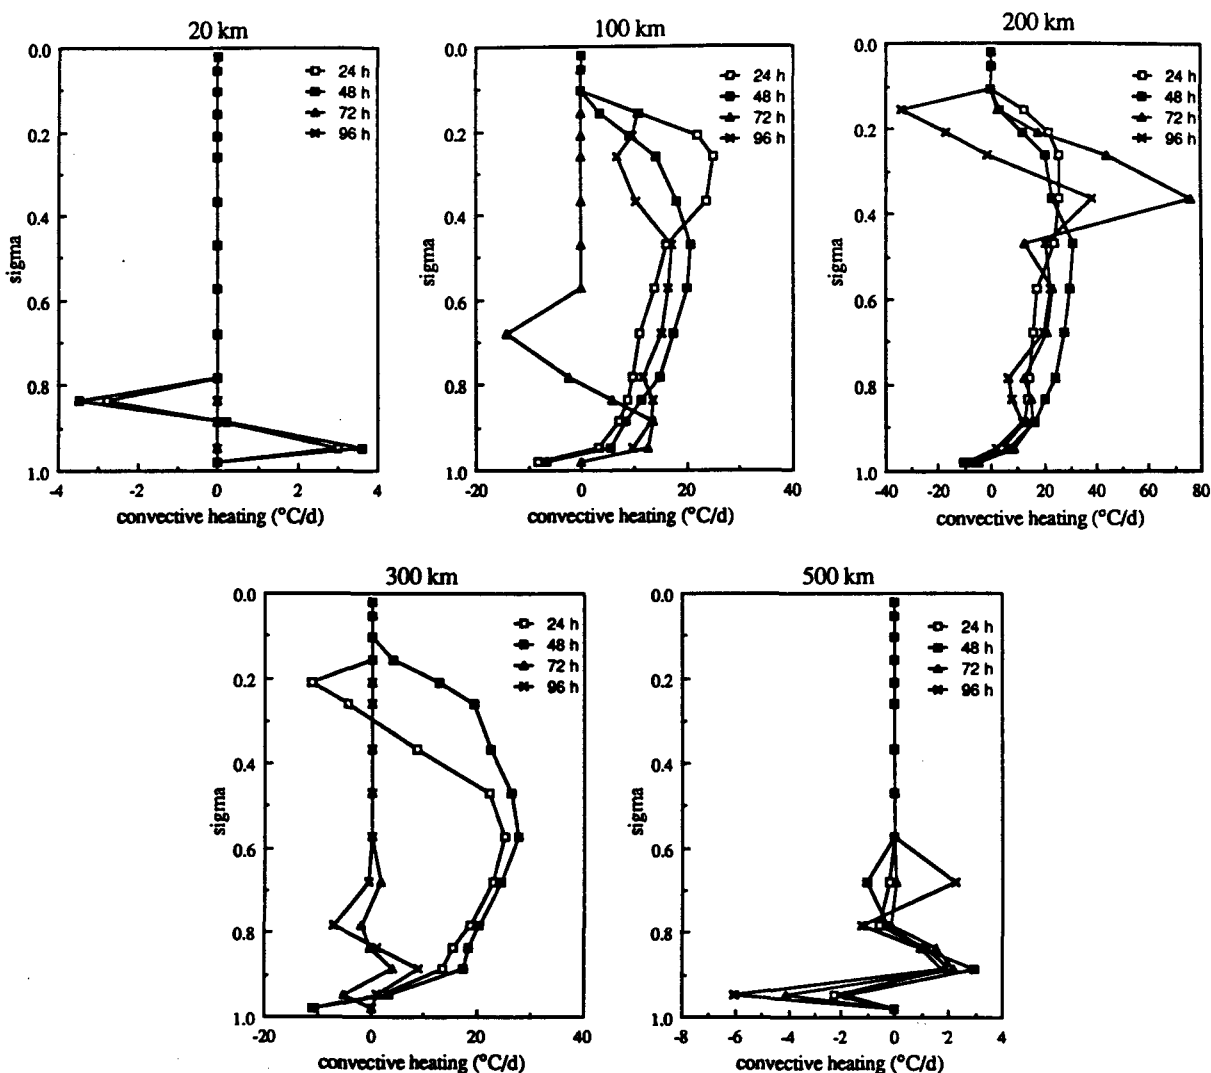 20 km
0.0
0.2
0.4
0.6
0.8
1.0
sigma
24 h
48 h
72 h
96 h
-4
-2
0
2
4
convective heating (°C/d)
100 km
0.0
0.2
0.4
0.6
0.8
1.0
sigma
24 h
48 h
72 h
96 h
-20
0
20
40
convective heating (°C/d)
200 km
0.0
0.2
0.4
0.6
0.8
1.0
sigma
24 h
48 h
72 h
96 h
-40
-20
0
20
40
60
80
convective heating (°C/d)
300 km
0.0
0.2
0.4
0.6
0.8
1.0
sigma
24 h
48 h
72 h
96 h
-20
0
20
40
convective heating (°C/d)
500 km
0.0
0.2
0.4
0.6
0.8
1.0
sigma
24 h
48 h
72 h
96 h
-8
-6
-4
-2
0
2
4
convective heating (°C/d)